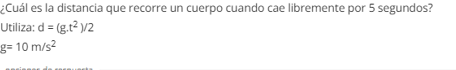 ¿Cuál es la distancia que recorre un cuerpo cuando cae libremente por 5 segundos?
Utiliza: d = (g.t² )/2
g= 10 m/s²